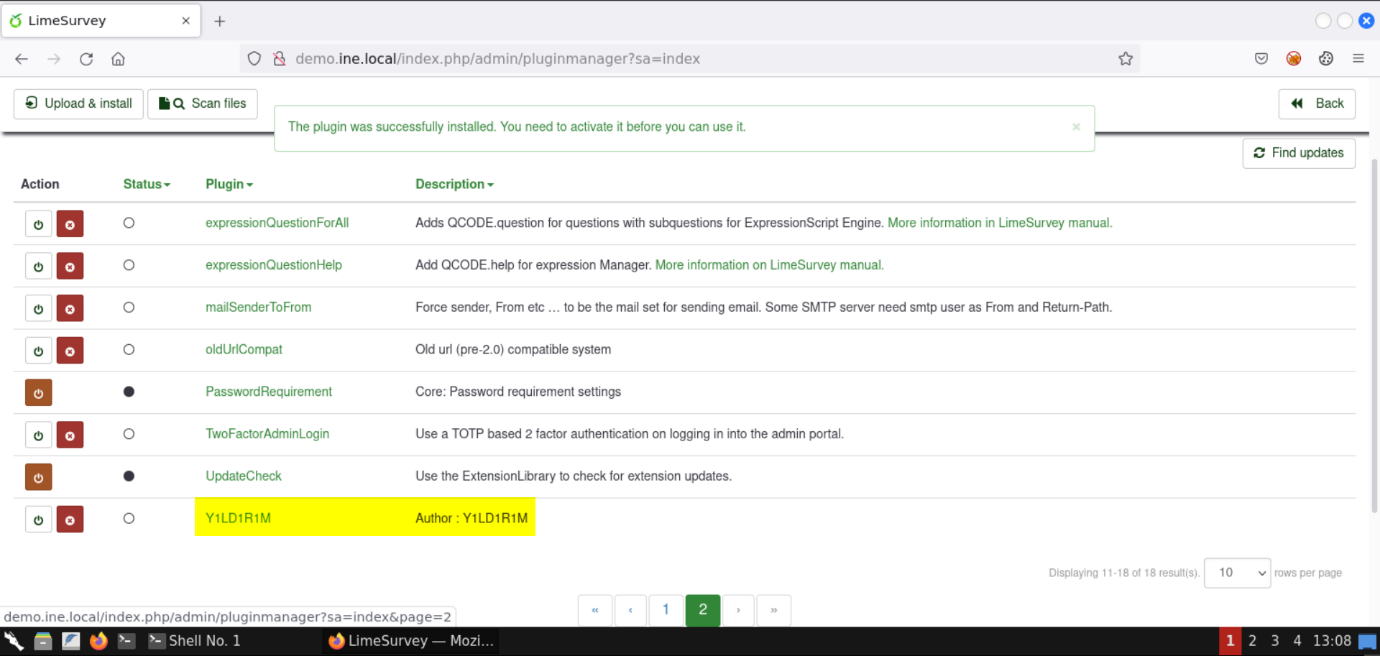 LimeSurvey
demo.ine.local/index.php/admin/pluginmanager?sa=index
Upload & install
Scan files
Back
The plugin was successfully installed. You need to activate it before you can use it.
Find updates
Action Status Plugin Description
expressionQuestionForAll Adds QCODE.question for questions with subquestions for ExpressionScript Engine. More information in LimeSurvey manual.
expressionQuestionHelp Add QCODE.help for expression Manager. More information on LimeSurvey manual.
mailSenderToFrom Force sender, From etc … to be the mail set for sending email. Some SMTP server need smtp user as From and Return-Path.
oldUrlCompat Old url (pre-2.0) compatible system
PasswordRequirement Core: Password requirement settings
TwoFactorAdminLogin Use a TOTP based 2 factor authentication on logging in into the admin portal.
UpdateCheck Use the ExtensionLibrary to check for extension updates.
Y1LD1R1M Author : Y1LD1R1M
Displaying 11-18 of 18 result(s). 10 rows per page
« ‹ 1 2 › »
demo.ine.local/index.php/admin/pluginmanager?sa=index&page=2
Shell No. 1 LimeSurvey — Mozi... 1 2 3 4 13:08